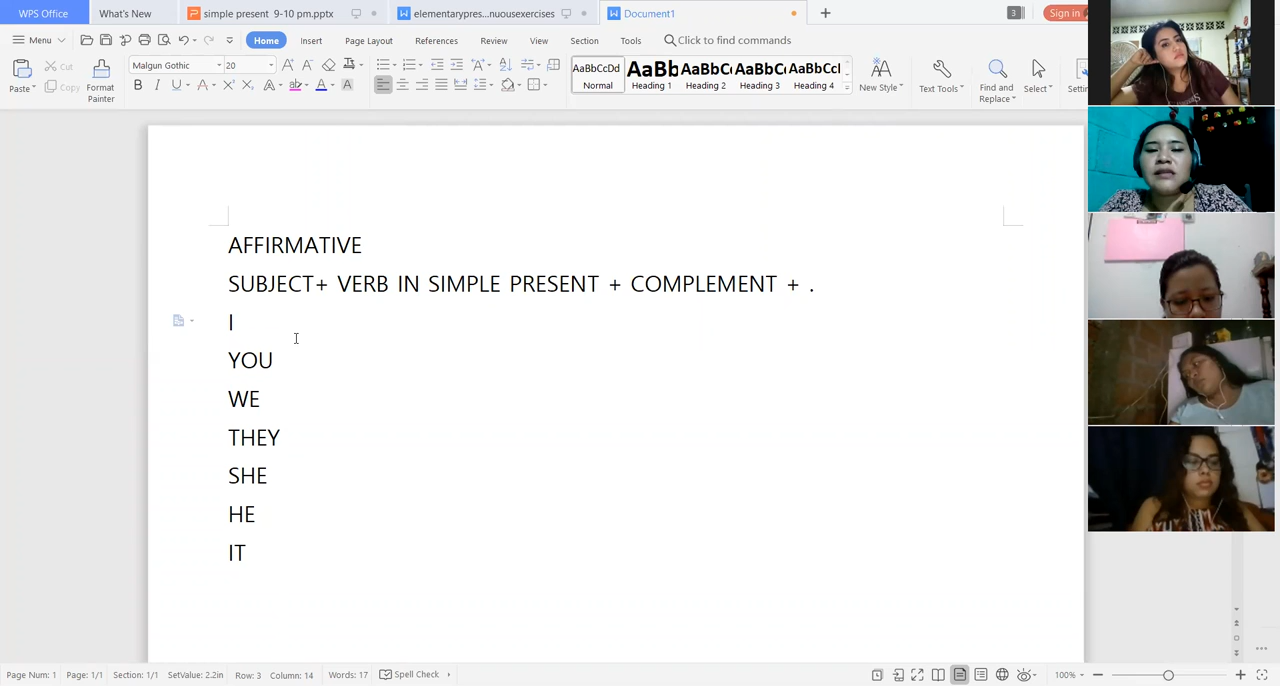 WPS Office What's New simple present 9-10 pm.pptx elementarypres...nuousexercises Document1 + 3 Sign in
Menu Home Insert Page Layout References Review View Section Tools Click to find commands
Paste Cut Copy Format Painter Malgun Gothic 20 AaBbCcDd Normal AaBb Heading 1 AaBbC Heading 2 AaBbC Heading 3 AaBbCcl Heading 4 New Style Text Tools Find and Replace Select
AFFIRMATIVE
SUBJECT+ VERB IN SIMPLE PRESENT + COMPLEMENT + .
I
YOU
WE
THEY
SHE
HE
IT
Page Num: 1 Page: 1/1 Section: 1/1 SetValue: 2.2in Row: 3 Column: 14 Words: 17 Spell Check 100%